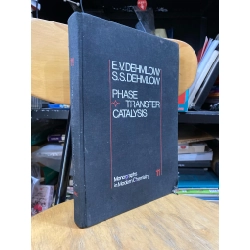 E.V. DEHMLOW
S.S. DEHMLOW
PHASE
TRANSFER
CATALYSIS
Monographs
in Modern Chemistry
11